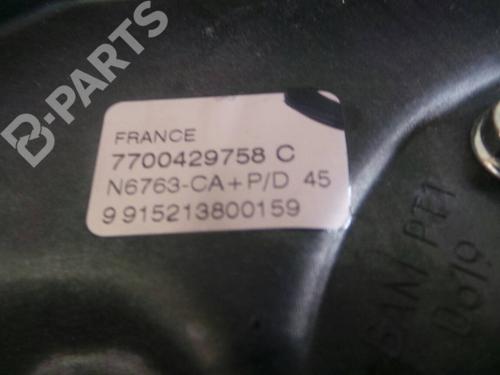 B-PARTS
FRANCE
7700429758 C
N6763-CA+P/D 45
9 915213800159